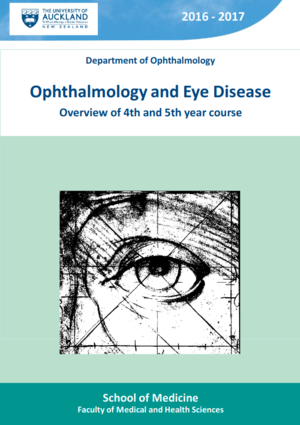 THE UNIVERSITY OF
AUCKLAND
NEW ZEALAND
2016 - 2017
Department of Ophthalmology
Ophthalmology and Eye Disease
Overview of 4th and 5th year course
School of Medicine
Faculty of Medical and Health Sciences